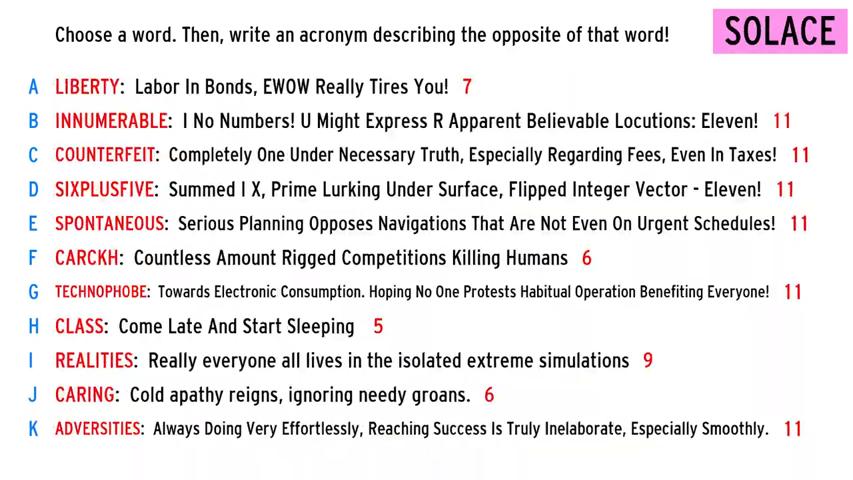 Choose a word. Then, write an acronym describing the opposite of that word!
SOLACE
A LIBERTY: Labor In Bonds, EWOW Really Tires You! 7
B INNUMERABLE: I No Numbers! U Might Express R Apparent Believable Locutions: Eleven! 11
C COUNTERFEIT: Completely One Under Necessary Truth, Especially Regarding Fees, Even In Taxes! 11
D SIXPLUSFIVE: Summed I X, Prime Lurking Under Surface, Flipped Integer Vector - Eleven! 11
E SPONTANEOUS: Serious Planning Opposes Navigations That Are Not Even On Urgent Schedules! 11
F CARCKH: Countless Amount Rigged Competitions Killing Humans 6
G TECHNOPHOBE: Towards Electronic Consumption. Hoping No One Protests Habitual Operation Benefiting Everyone! 11
H CLASS: Come Late And Start Sleeping 5
I REALITIES: Really everyone all lives in the isolated extreme simulations 9
J CARING: Cold apathy reigns, ignoring needy groans. 6
K ADVERSITIES: Always Doing Very Effortlessly, Reaching Success Is Truly Inelaborate, Especially Smoothly. 11